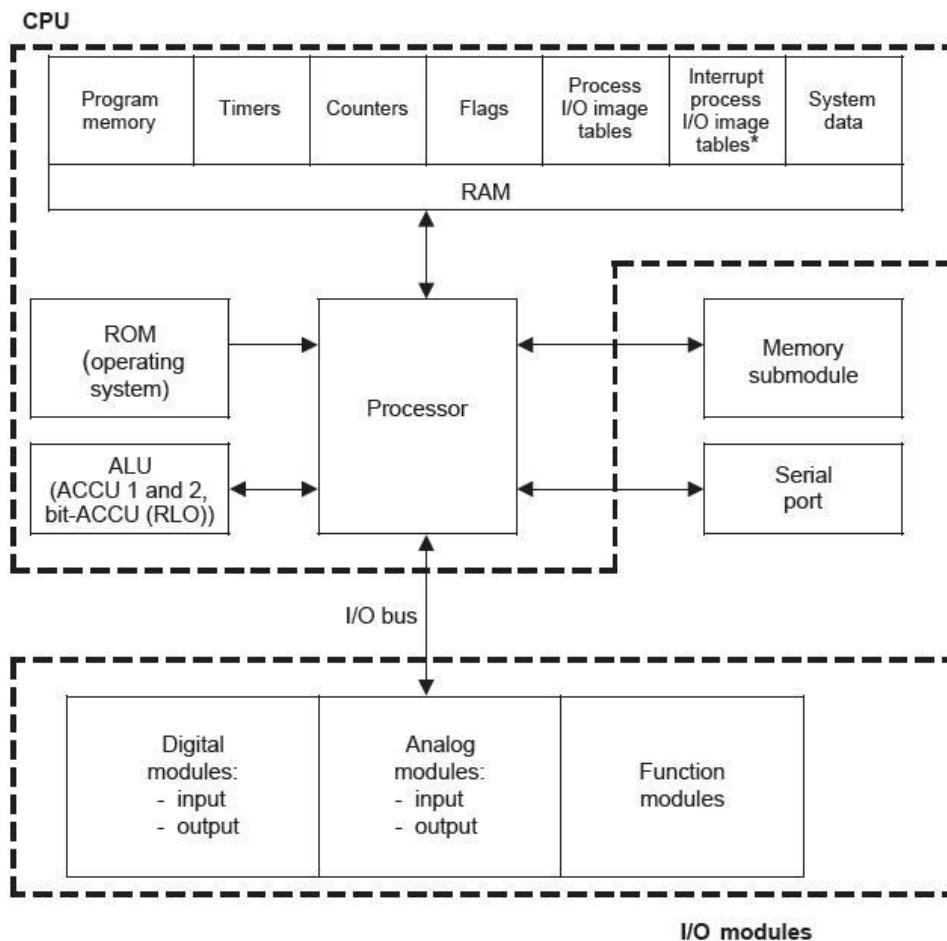 CPU
Program
memory
Timers
Counters
Flags
Process
I/O image
tables
Interrupt
process
I/O image
tables*
System
data
RAM
ROM
(operating
system)
Processor
Memory
submodule
ALU
(ACCU 1 and 2,
bit-ACCU (RLO))
Serial
port
I/O bus
Digital
modules:
- input
- output
Analog
modules:
- input
- output
Function
modules
I/O modules